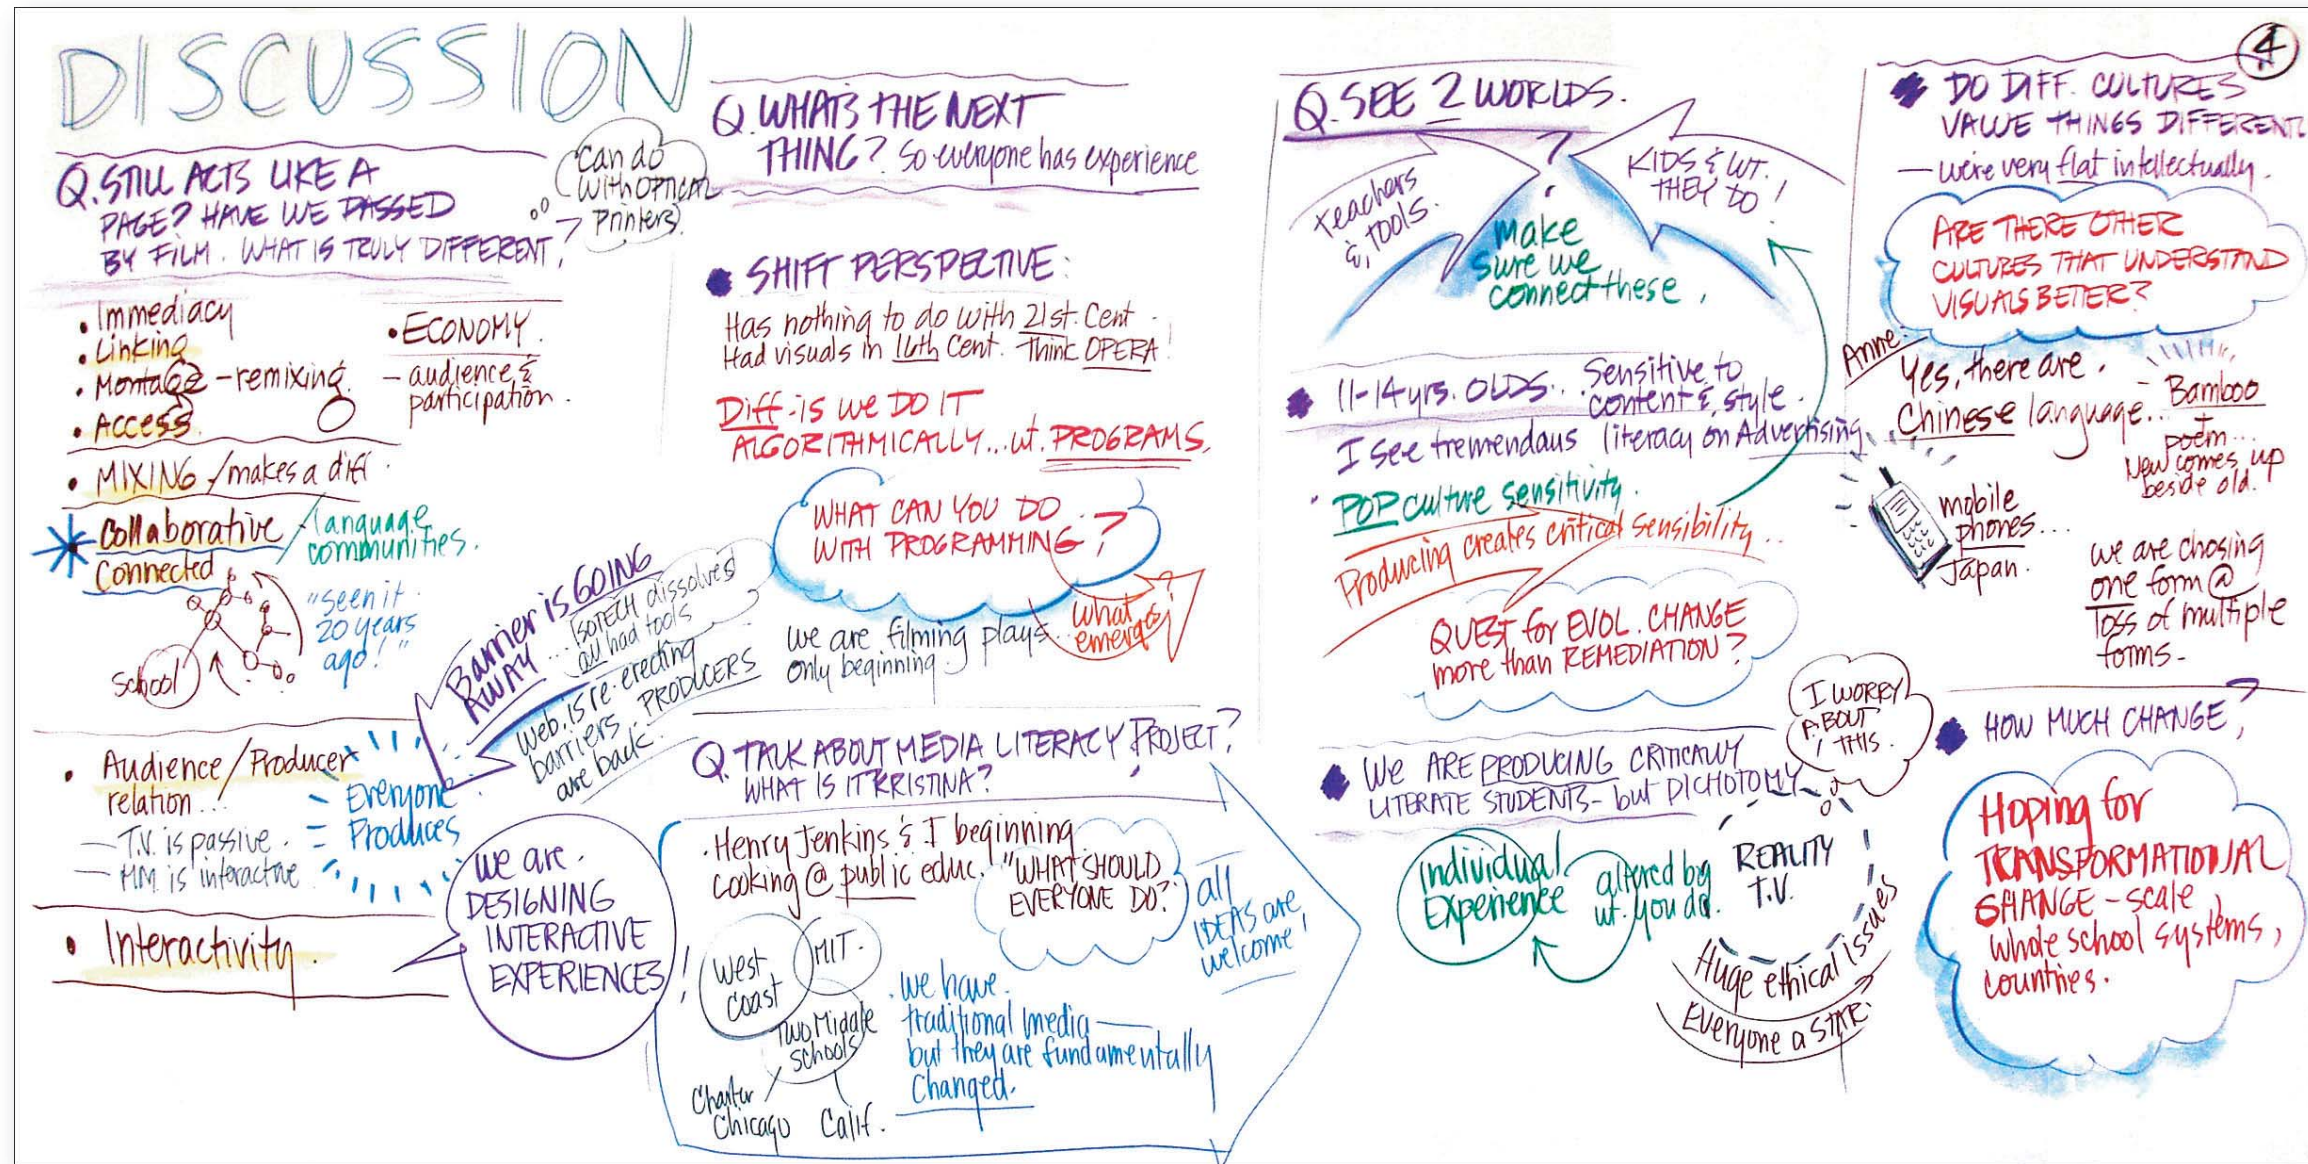 DISCUSSION
Q. STILL ACTS LIKE A
PAGE? HAVE WE PASSED
BY FILM. WHAT IS TRULY DIFFERENT?
Can do
with OPTICAL
Printers
• Immediacy
• Linking
• Montage - remixing
• Access
• ECONOMY.
- audience &
participation.
• MIXING / makes a diff.
Collaborative / language
communities.
Connected
"Seen it
20 years
ago!"
School
• Audience / Producer
relation...
- T.V. is passive.
- MM. is interactive
Everyone
Produces
• Interactivity.
we are
DESIGNING
INTERACTIVE
EXPERIENCES!
Barrier is GOING
AWAY...
ISOTECH dissolves
all had tools
Web. is re-erecting
barriers. PRODUCERS
are back.
Q. WHAT'S THE NEXT
THING? So everyone has experience
• SHIFT PERSPECTIVE:
Has nothing to do with 21st. Cent.
Had visuals in 16th Cent. Think OPERA!
Diff - is we DO IT
ALGORITHMICALLY... wt. PROGRAMS.
WHAT CAN YOU DO
WITH PROGRAMMING?
What
emerges?
we are filming plays..
only beginning.
Q. TALK ABOUT MEDIA LITERACY PROJECT?
WHAT IS IT KRISTINA?
. Henry Jenkins & I beginning
cooking @ public educ.!
"WHAT SHOULD
EVERYONE DO?"
all
IDEAS are
welcome!
West
Coast
MIT.
Two Middle
Schools
Charter
Chicago
Calif.
. we have
traditional media —
but they are fundamentally
Changed.
Q. SEE 2 WORLDS.
?
Teachers
&, TOOLS.
KIDS & WT.
THEY DO!
make
sure we
connect these.
• 11-14 yrs. OLDS.. Sensitive to
content &, style.
I see tremendous literacy on Advertising.
• POP culture sensitivity.
Producing creates critical sensibility..
QUEST for EVOL. CHANGE
more than REMEDIATION?
WE ARE PRODUCING CRITICALLY
LITERATE STUDENTS - but DICHOTOMY
I WORRY
ABOUT
THIS.
Individual
Experience
altered by
wt. you do.
REALITY
T.V.
Huge ethical issues
Everyone a STAR.
4
DO DIFF. CULTURES
VALUE THINGS DIFFERENT
- we're very flat intellectually.
ARE THERE OTHER
CULTURES THAT UNDERSTAND
VISUALS BETTER?
Anne:
Yes, there are.
Chinese language..
- Bamboo
poem...
New comes up
beside old.
mobile
phones...
Japan.
we are chosing
one form @
loss of multiple
forms -
HOW MUCH CHANGE?
Hoping for
TRANSFORMATIONAL
CHANGE - scale,
whole school systems,
countries.